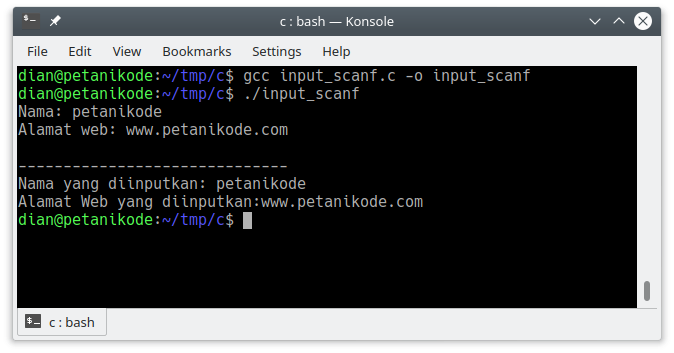 c : bash — Konsole
File Edit View Bookmarks Settings Help
dian@petanikode:~/tmp/c$ gcc input_scanf.c -o input_scanf
dian@petanikode:~/tmp/c$ ./input_scanf
Nama: petanikode
Alamat web: www.petanikode.com
------------------------------
Nama yang diinputkan: petanikode
Alamat Web yang diinputkan:www.petanikode.com
dian@petanikode:~/tmp/c$
c : bash